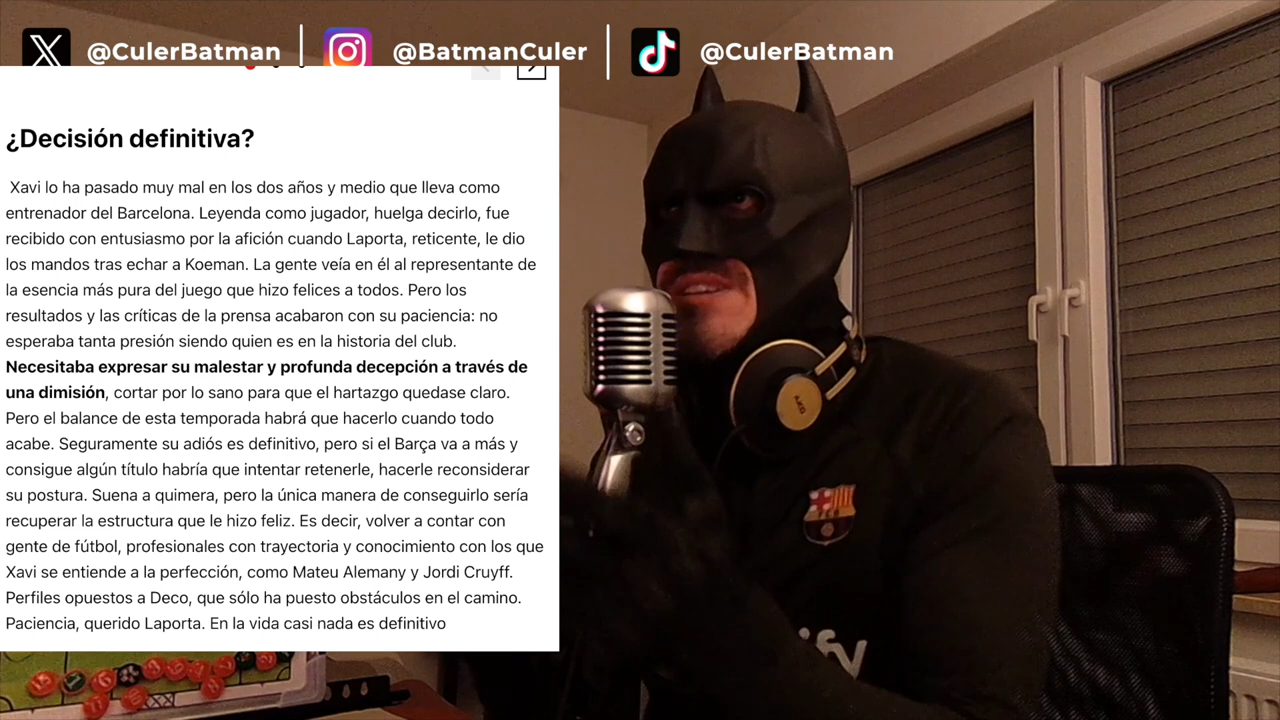 @CulerBatman
@BatmanCuler
@CulerBatman
¿Decisión definitiva?
Xavi lo ha pasado muy mal en los dos años y medio que lleva como
entrenador del Barcelona. Leyenda como jugador, huelga decirlo, fue
recibido con entusiasmo por la afición cuando Laporta, reticente, le dio
los mandos tras echar a Koeman. La gente veía en él al representante de
la esencia más pura del juego que hizo felices a todos. Pero los
resultados y las críticas de la prensa acabaron con su paciencia: no
esperaba tanta presión siendo quien es en la historia del club.
Necesitaba expresar su malestar y profunda decepción a través de
una dimisión, cortar por lo sano para que el hartazgo quedase claro.
Pero el balance de esta temporada habrá que hacerlo cuando todo
acabe. Seguramente su adiós es definitivo, pero si el Barça va a más y
consigue algún título habría que intentar retenerle, hacerle reconsiderar
su postura. Suena a quimera, pero la única manera de conseguirlo sería
recuperar la estructura que le hizo feliz. Es decir, volver a contar con
gente de fútbol, profesionales con trayectoria y conocimiento con los que
Xavi se entiende a la perfección, como Mateu Alemany y Jordi Cruyff.
Perfiles opuestos a Deco, que sólo ha puesto obstáculos en el camino.
Paciencia, querido Laporta. En la vida casi nada es definitivo
AKG